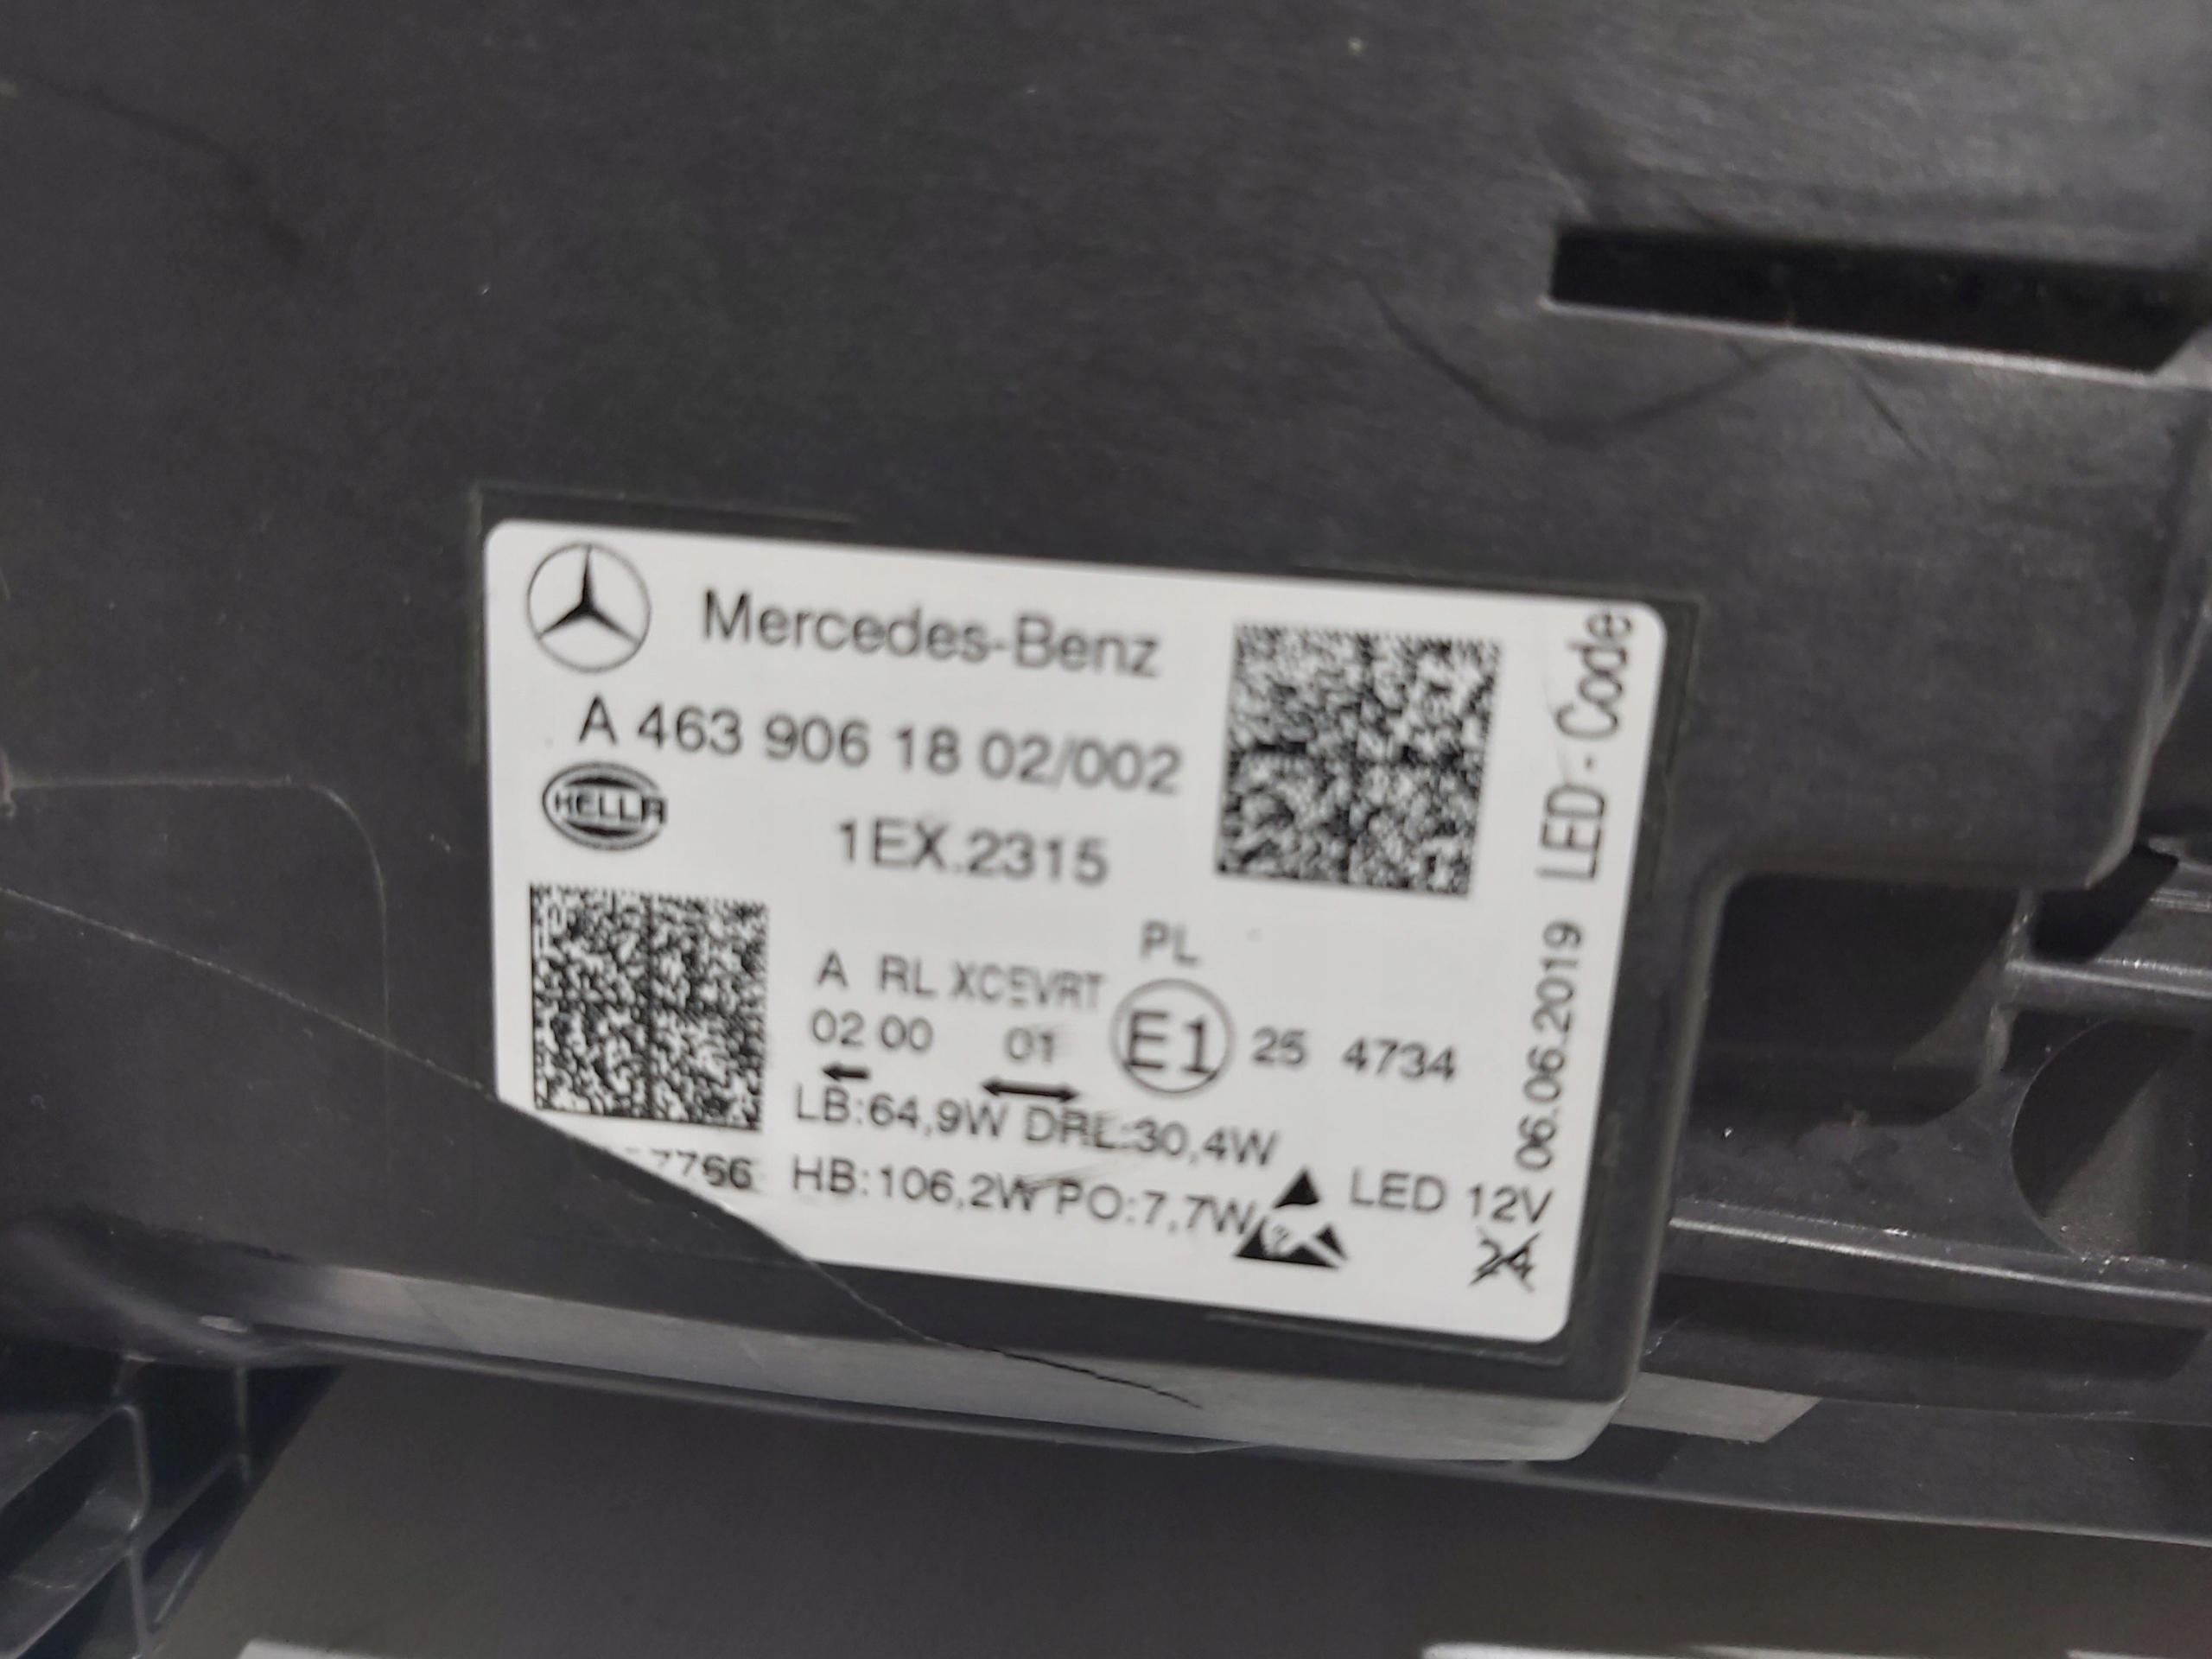 Mercedes-Benz
A 463 906 18 02/002
HELLA
1EX.2315
PL
A RL XCEVRT
02 00 01
E1 25 4734
LB:64,9W DRL:30,4W
HB:106,2W PO:7,7W
LED 12V
24
7766
06.06.2019 LED-Code